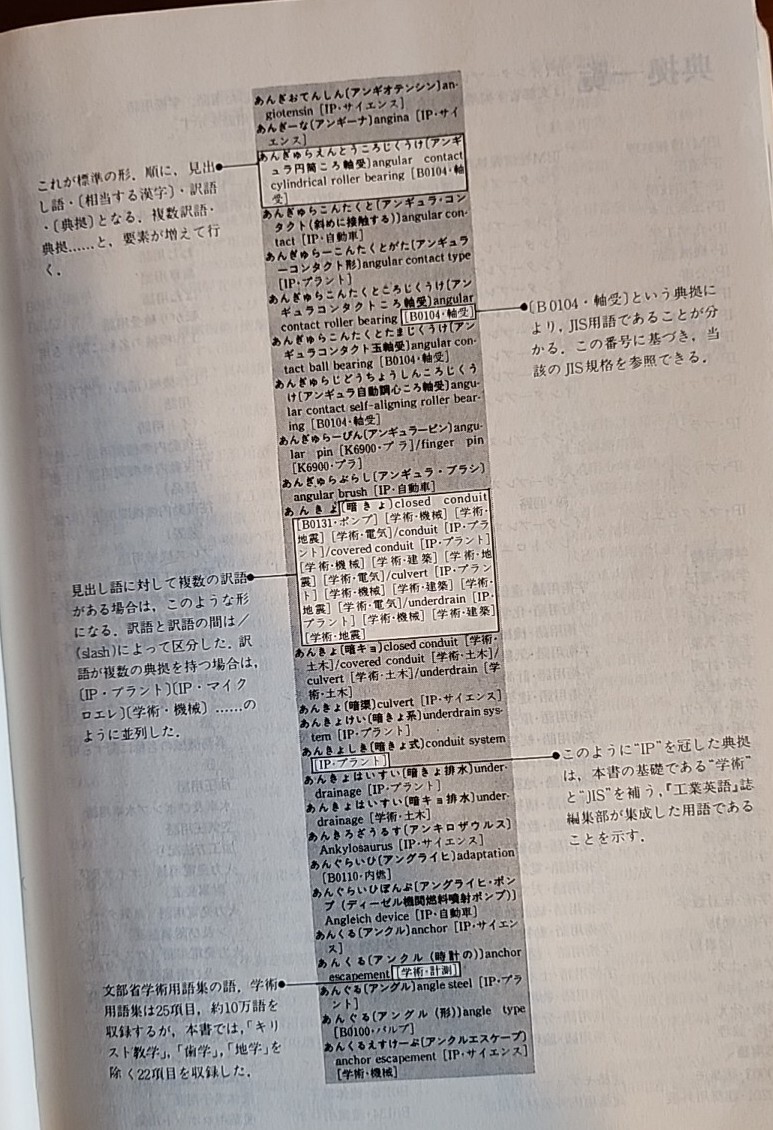 あんぎおてんしん〔アンギオテンシン〕an-
giotensin [IP・サイエンス]
あんぎーな〔アンギーナ〕angina [IP・サイ
エンス]
あんぎゅらえんとうころじくうけ〔アンギ
ュラ円筒ころ軸受〕angular contact
cylindrical roller bearing [B0104・軸
受]
あんぎゅらこんたくと〔アンギュラ・コン
タクト(斜めに接触する)〕angular con-
tact [IP・自動車]
あんぎゅらーこんたくとがた〔アンギュラ
ーコンタクト形〕angular contact type
[IP・プラント]
あんぎゅらこんたくところじくうけ〔アン
ギュラコンタクトころ軸受〕angular
contact roller bearing [B0104・軸受]
あんぎゅらこんたくとたまじくうけ〔アン
ギュラコンタクト玉軸受〕angular con-
tact ball bearing [B0104・軸受]
あんぎゅらじどうちょうしんころじくう
け〔アンギュラ自動調心ころ軸受〕angu-
lar contact self-aligning roller bear-
ing [B0104・軸受]
あんぎゅらーぴん〔アンギュラーピン〕angu-
lar pin [K6900・プラ]/finger pin
[K6900・プラ]
あんぎゅらぶらし〔アンギュラ・ブラシ〕
angular brush [IP・自動車]
あんきょ〔暗きょ〕closed conduit
[B0131・ポンプ] [学術・機械] [学術・
地震] [学術・電気]/conduit [IP・プラ
ント]/covered conduit [IP・プラント]
[学術・機械] [学術・建築] [学術・地
震] [学術・電気]/culvert [IP・プラン
ト] [学術・機械] [学術・建築] [学術・
地震] [学術・電気]/underdrain [IP・
プラント] [学術・機械] [学術・建築]
[学術・地震]
あんきょ〔暗キョ〕closed conduit [学術・
土木]/covered conduit [学術・土木]/
culvert [学術・土木]/underdrain [学
術・土木]
あんきょ〔暗渠〕culvert [IP・サイエンス]
あんきょけい〔暗きょ系〕underdrain sys-
tem [IP・プラント]
あんきょしき〔暗きょ式〕conduit system
[IP・プラント]
あんきょはいすい〔暗きょ排水〕under-
drainage [IP・プラント]
あんきょはいすい〔暗キョ排水〕under-
drainage [学術・土木]
あんきろざうるす〔アンキロザウルス〕
Ankylosaurus [IP・サイエンス]
あんぐらいひ〔アングライヒ〕adaptation
[B0110・内燃]
あんぐらいひぽんぷ〔アングライヒ・ポン
プ(ディーゼル機関燃料噴射ポンプ)〕
Angleich device [IP・自動車]
あんくる〔アンクル〕anchor [IP・サイエン
ス]
あんくる〔アンクル(時計の)〕anchor
escapement [学術・計測]
あんぐる〔アングル〕angle steel [IP・プラ
ント]
あんぐる〔アングル(形)〕angle type
[B0100・バルブ]
あんくるえすけーぷ〔アンクルエスケープ〕
anchor escapement [IP・サイエンス]
[学術・機械]
これが標準の形.順に,見出
し語・〔相当する漢字〕・訳語
・〔典拠〕となる.複数訳語・
典拠……と,要素が増えて行
く.
〔B0104・軸受〕という典拠に
より,JIS用語であることが分
かる.この番号に基づき,当
該のJIS規格を参照できる.
見出し語に対して複数の訳語
がある場合は,このような形
になる.訳語と訳語の間は/
(slash)によって区分した.訳
語が複数の典拠を持つ場合は,
〔IP・プラント〕〔IP・マイク
ロエレ〕〔学術・機械〕……の
ように並列した.
このように“IP”を冠した典拠
は,本書の基礎である“学術”
と“JIS”を補う,『工業英語』誌
編集部が集成した用語である
ことを示す.
文部省学術用語集の語,学術
用語集は25項目,約10万語を
収録するが,本書では,「キリ
スト教学」,「歯学」,「地学」を
除く22項目を収録した.